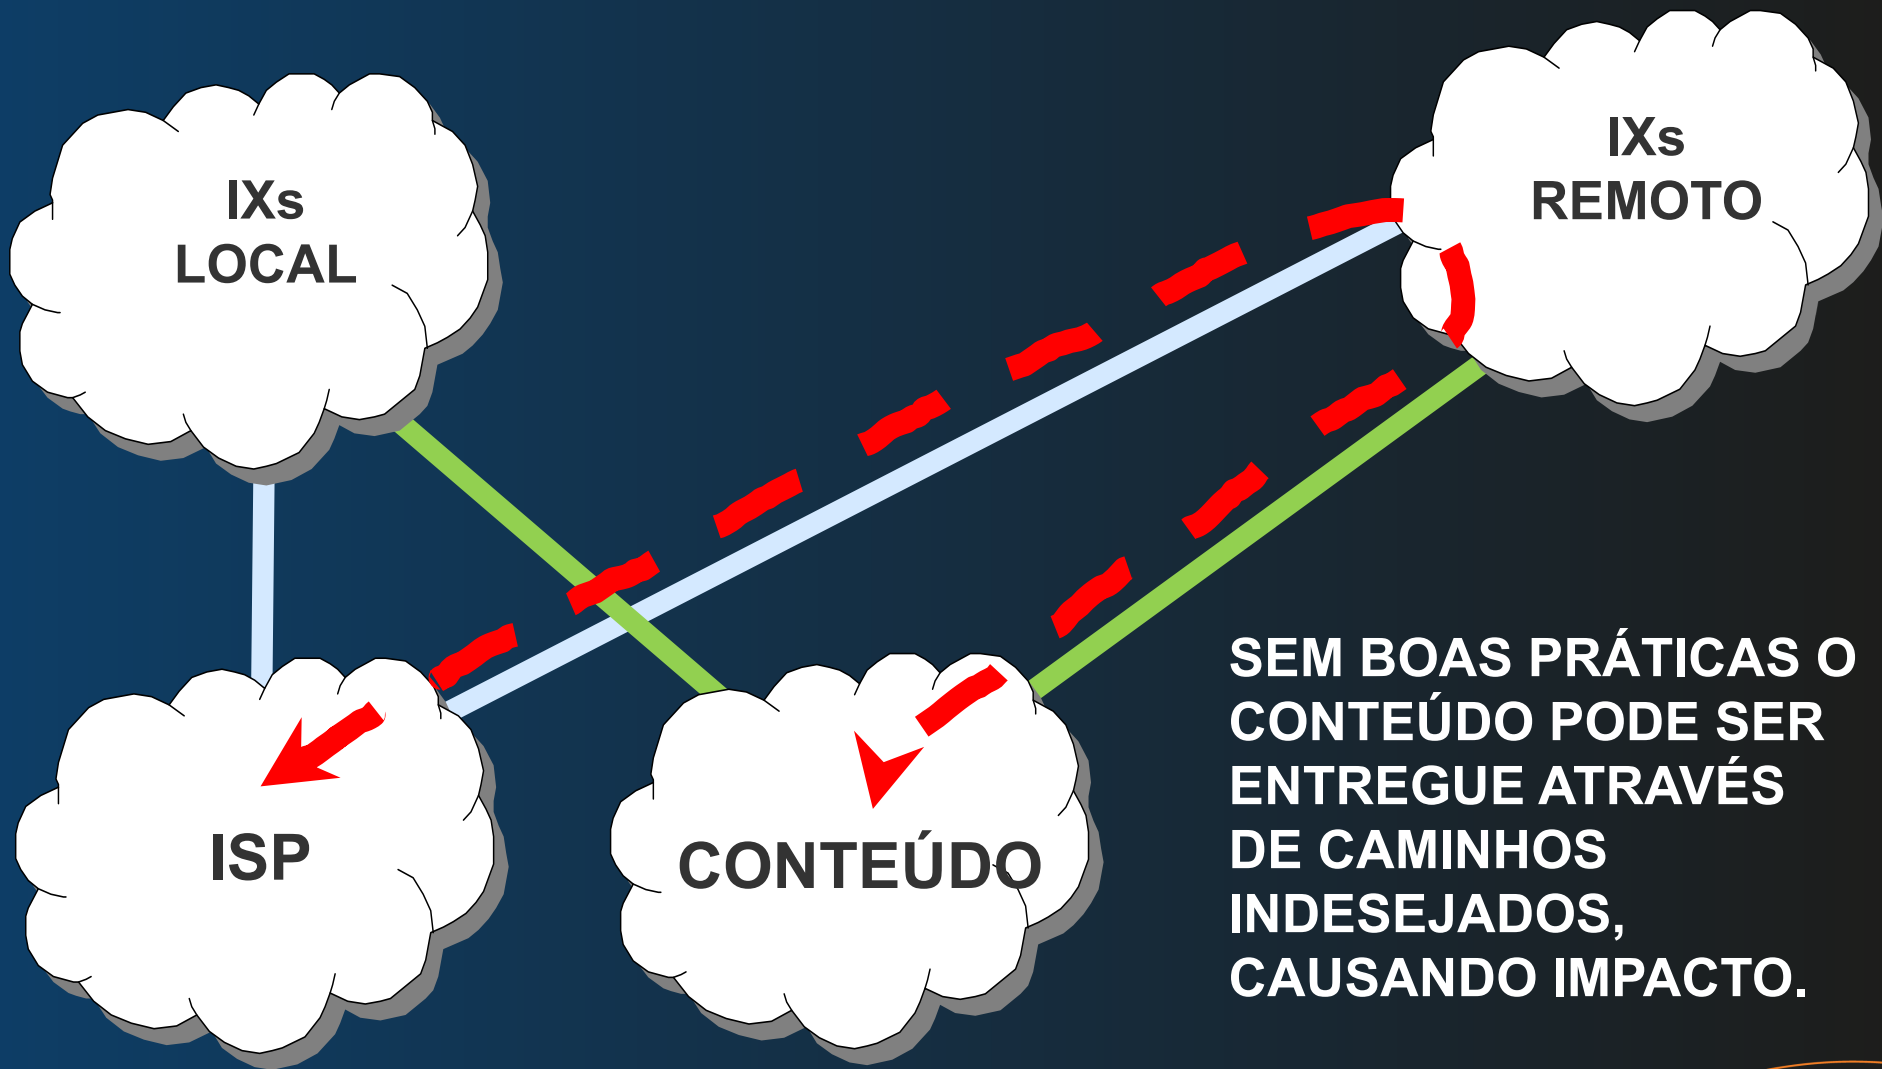 IXs
LOCAL
IXs
REMOTO
ISP
CONTEÚDO
SEM BOAS PRÁTICAS O
CONTEÚDO PODE SER
ENTREGUE ATRAVÉS
DE CAMINHOS
INDESEJADOS,
CAUSANDO IMPACTO.